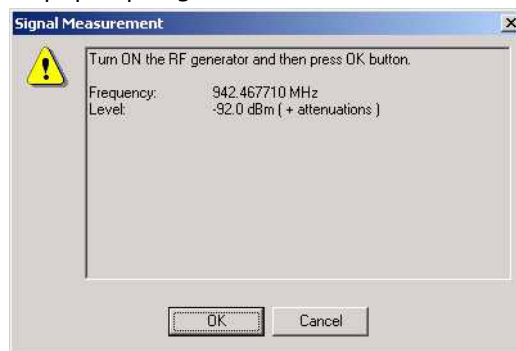 Signal Measurement
Turn ON the RF generator and then press OK button.
Frequency: 942.467710 MHz
Level: -92.0 dBm ( + attenuations )
OK Cancel